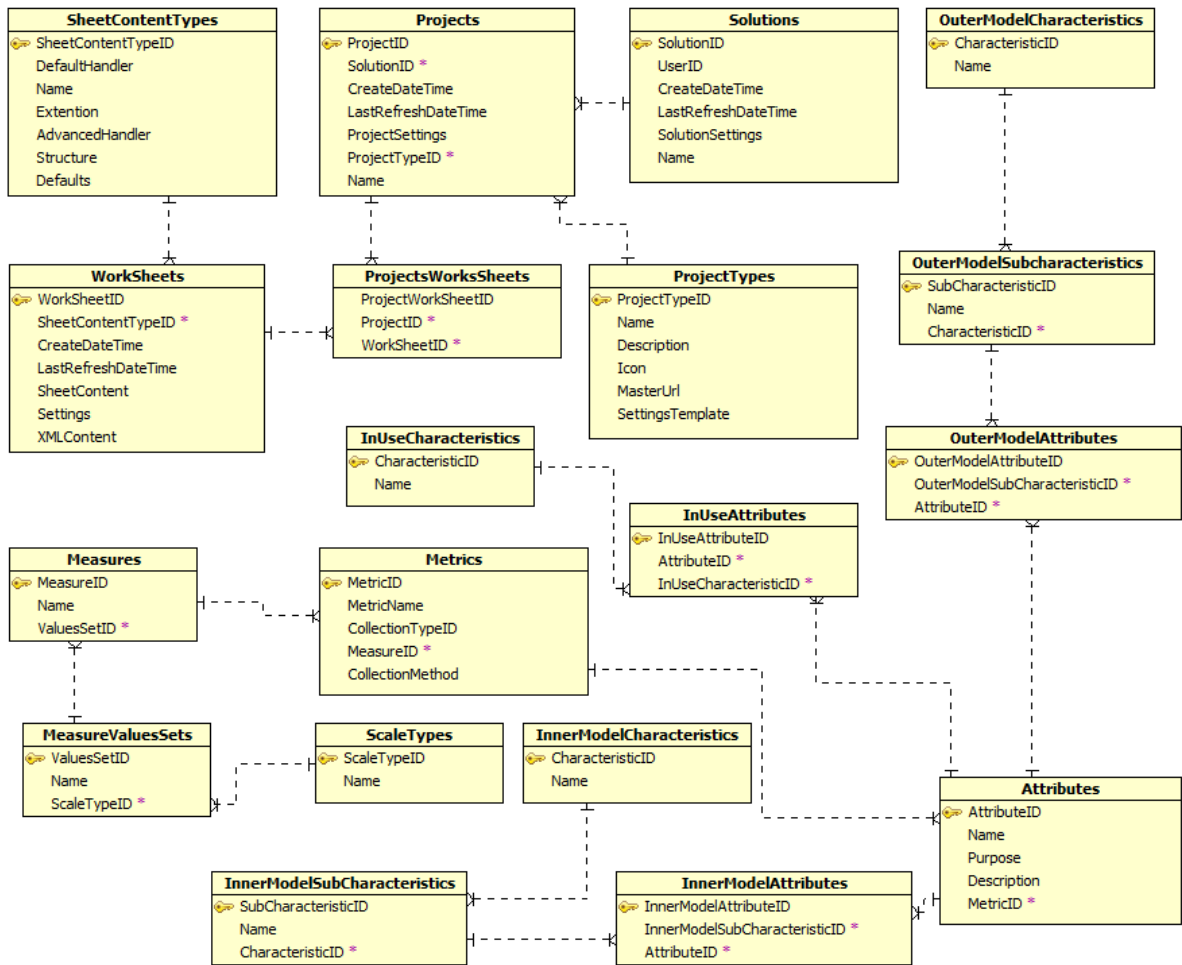 SheetContentTypes
SheetContentTypeID
DefaultHandler
Name
Extention
AdvancedHandler
Structure
Defaults
Projects
ProjectID
SolutionID *
CreateDateTime
LastRefreshDateTime
ProjectSettings
ProjectTypeID *
Name
Solutions
SolutionID
UserID
CreateDateTime
LastRefreshDateTime
SolutionSettings
Name
OuterModelCharacteristics
CharacteristicID
Name
WorkSheets
WorkSheetID
SheetContentTypeID *
CreateDateTime
LastRefreshDateTime
SheetContent
Settings
XMLContent
ProjectsWorksSheets
ProjectWorkSheetID
ProjectID *
WorkSheetID *
ProjectTypes
ProjectTypeID
Name
Description
Icon
MasterUrl
SettingsTemplate
OuterModelSubcharacteristics
SubCharacteristicID
Name
CharacteristicID *
InUseCharacteristics
CharacteristicID
Name
OuterModelAttributes
OuterModelAttributeID
OuterModelSubCharacteristicID *
AttributeID *
InUseAttributes
InUseAttributeID
AttributeID *
InUseCharacteristicID *
Measures
MeasureID
Name
ValuesSetID *
Metrics
MetricID
MetricName
CollectionTypeID
MeasureID *
CollectionMethod
MeasureValuesSets
ValuesSetID
Name
ScaleTypeID *
ScaleTypes
ScaleTypeID
Name
InnerModelCharacteristics
CharacteristicID
Name
Attributes
AttributeID
Name
Purpose
Description
MetricID *
InnerModelSubCharacteristics
SubCharacteristicID
Name
CharacteristicID *
InnerModelAttributes
InnerModelAttributeID
InnerModelSubCharacteristicID *
AttributeID *